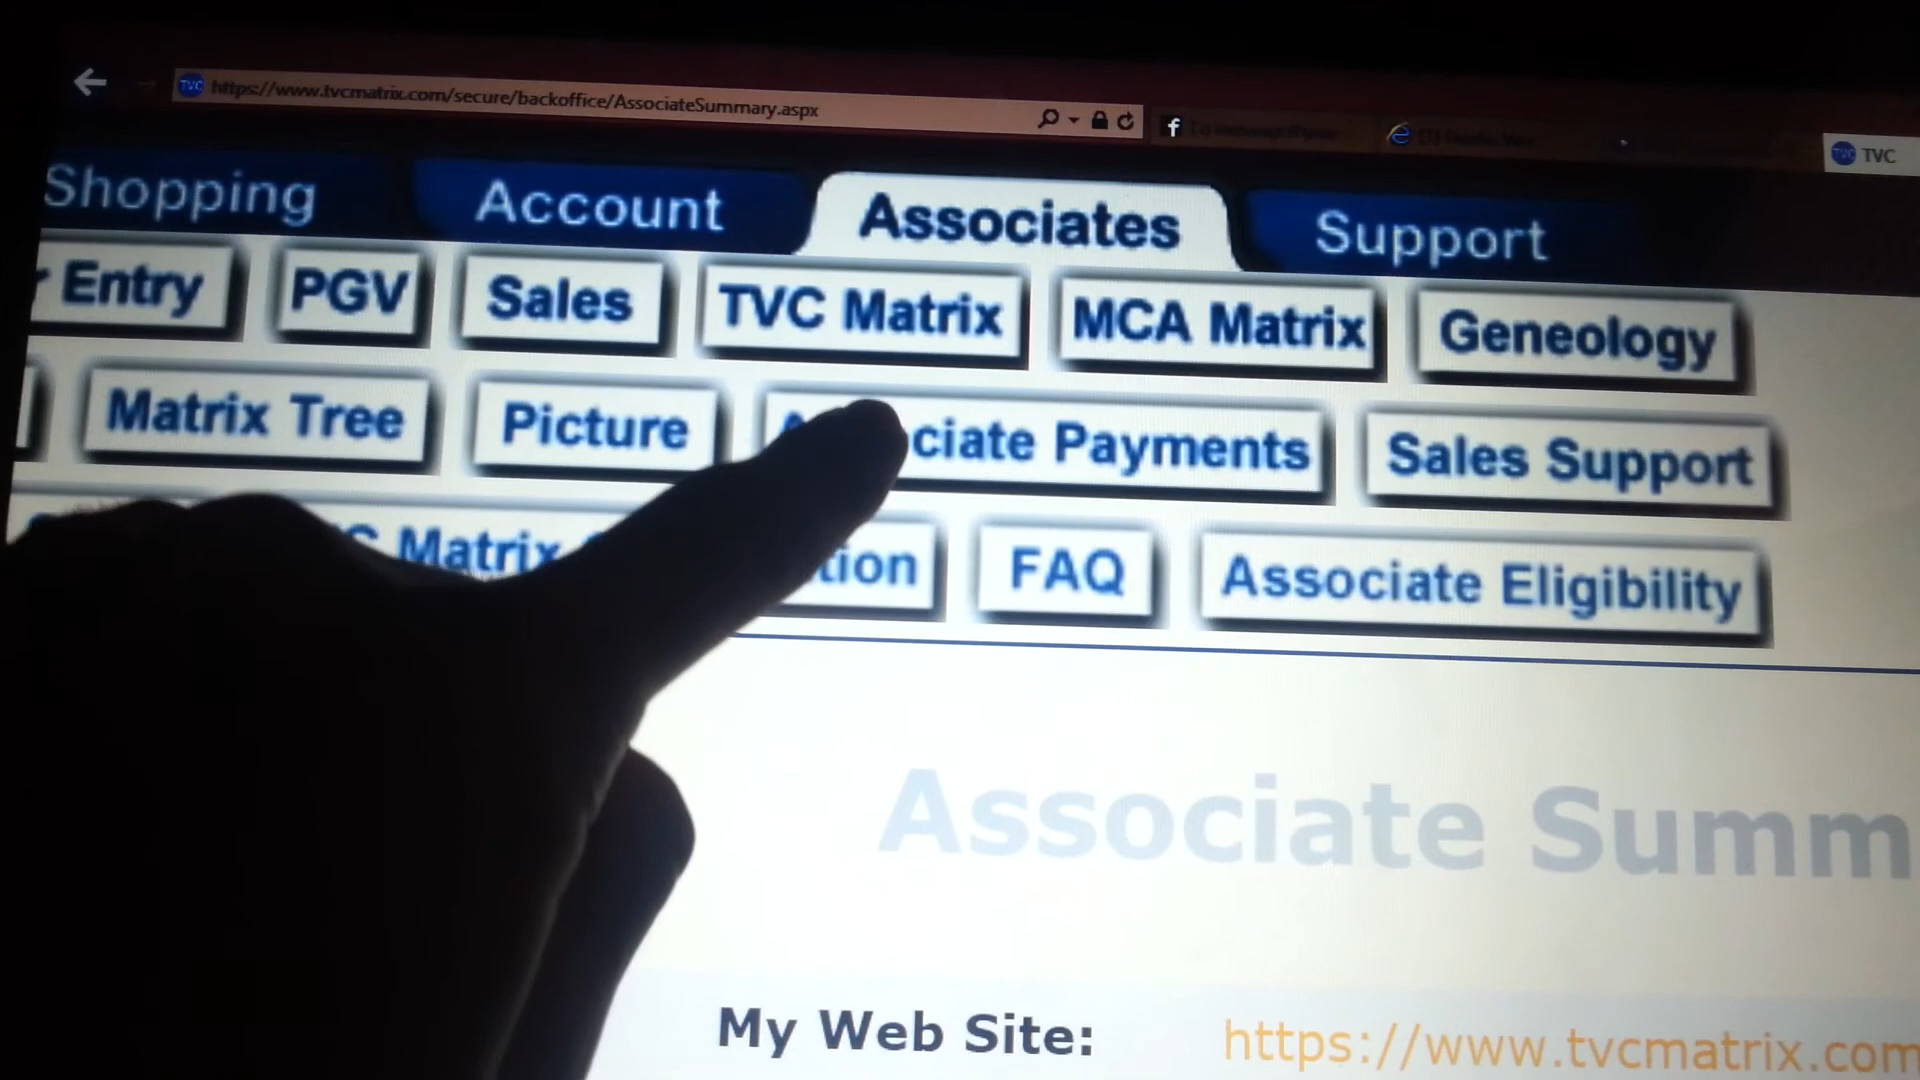 https://www.tvcmatrix.com/secure/backoffice/AssociateSummary.aspx
TVC
Shopping Account Associates Support
Entry PGV Sales TVC Matrix MCA Matrix Geneology
Matrix Tree Picture ciate Payments Sales Support
Matrix tion FAQ Associate Eligibility
Associate Summ
My Web Site: https://www.tvcmatrix.com